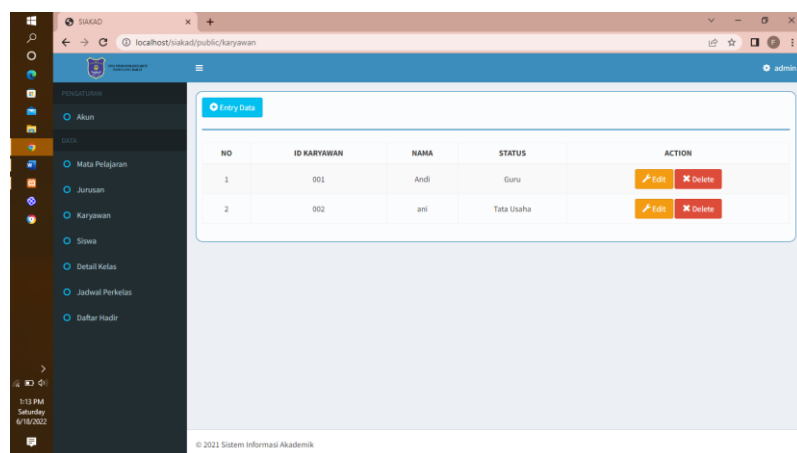 SIAKAD
localhost/siakad/public/karyawan
F
admin
PENGATURAN
Akun
DATA
Mata Pelajaran
Jurusan
Karyawan
Siswa
Detail Kelas
Jadwal Perkelas
Daftar Hadir
Entry Data
NO ID KARYAWAN NAMA STATUS ACTION
1 001 Andi Guru Edit Delete
2 002 ani Tata Usaha Edit Delete
© 2021 Sistem Informasi Akademik
1:13 PM
Saturday
6/18/2022